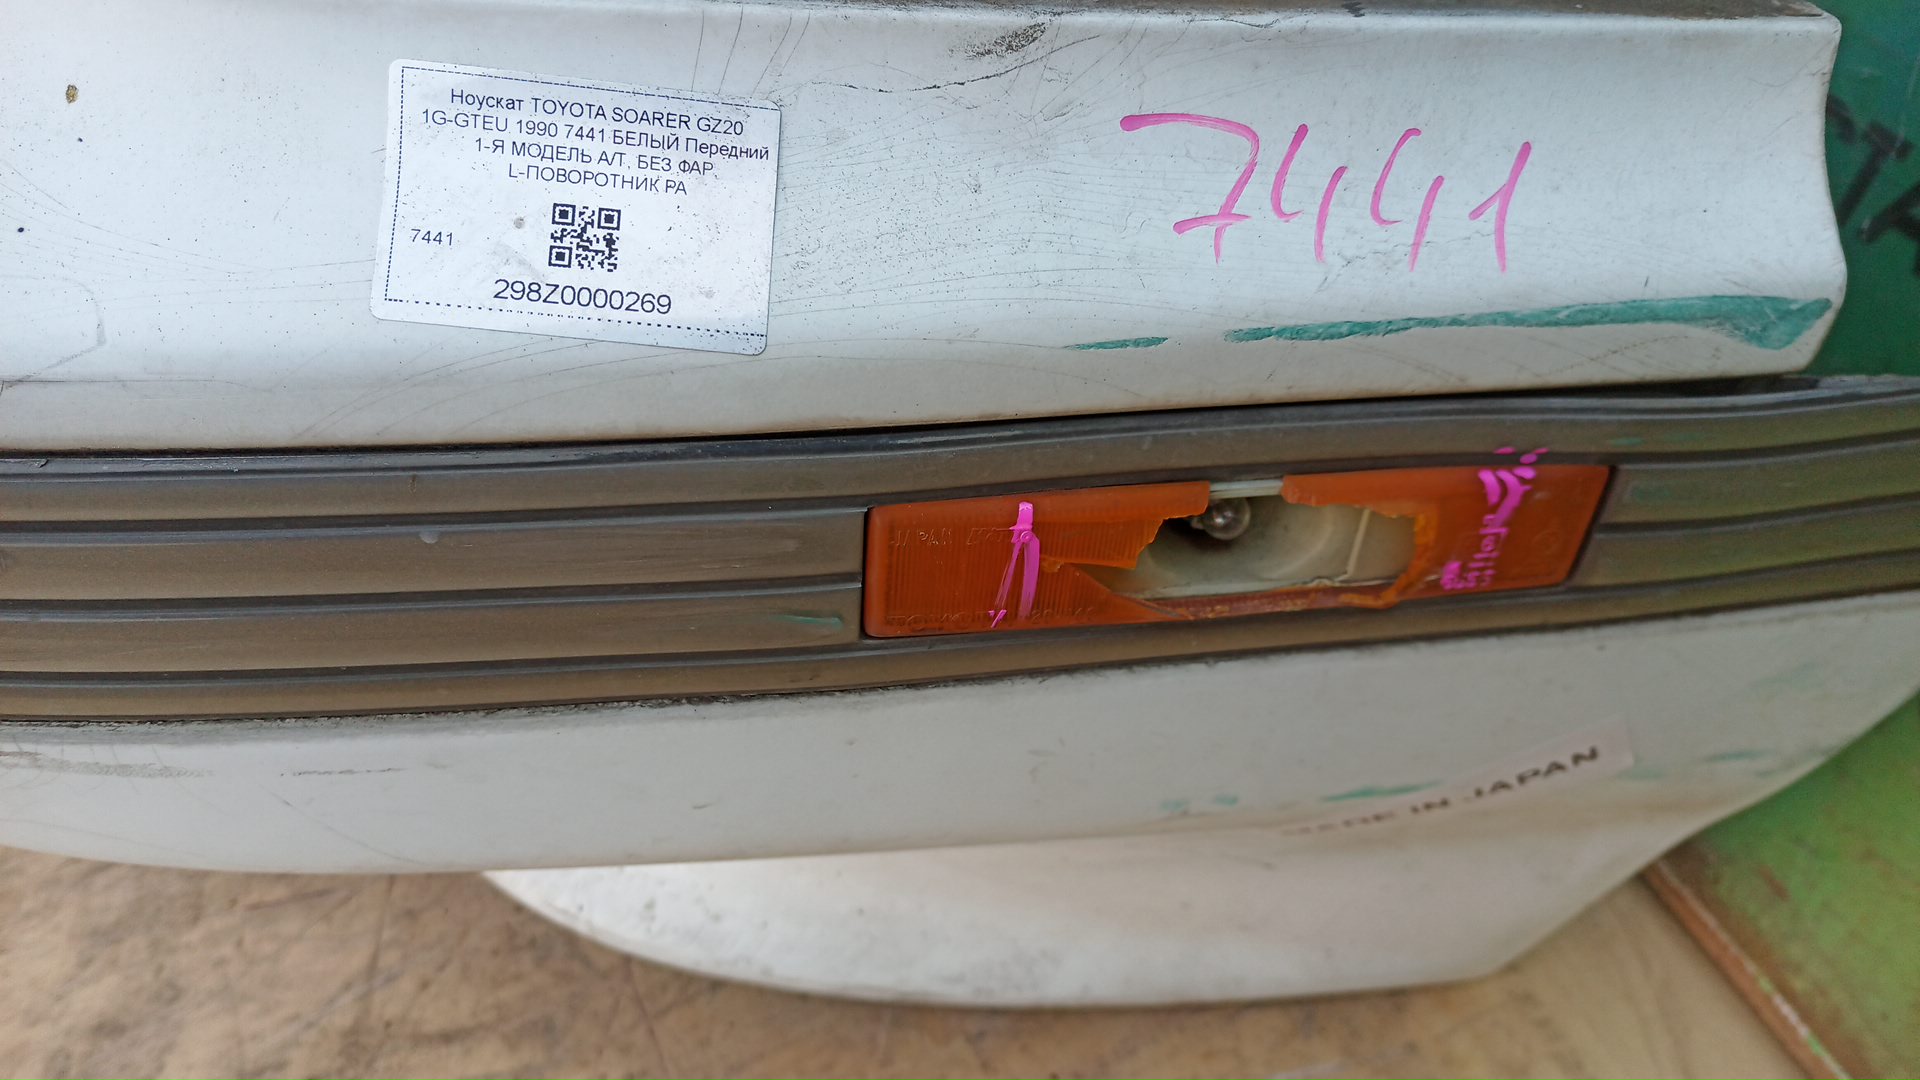 Ноускат TOYOTA SOARER GZ20
1G-GTEU 1990 7441 БЕЛЫЙ Передний
1-Я МОДЕЛЬ A/T, БЕЗ ФАР,
L-ПОВОРОТНИК РА
7441
298Z0000269
7441
JAPAN
MADE IN JAPAN